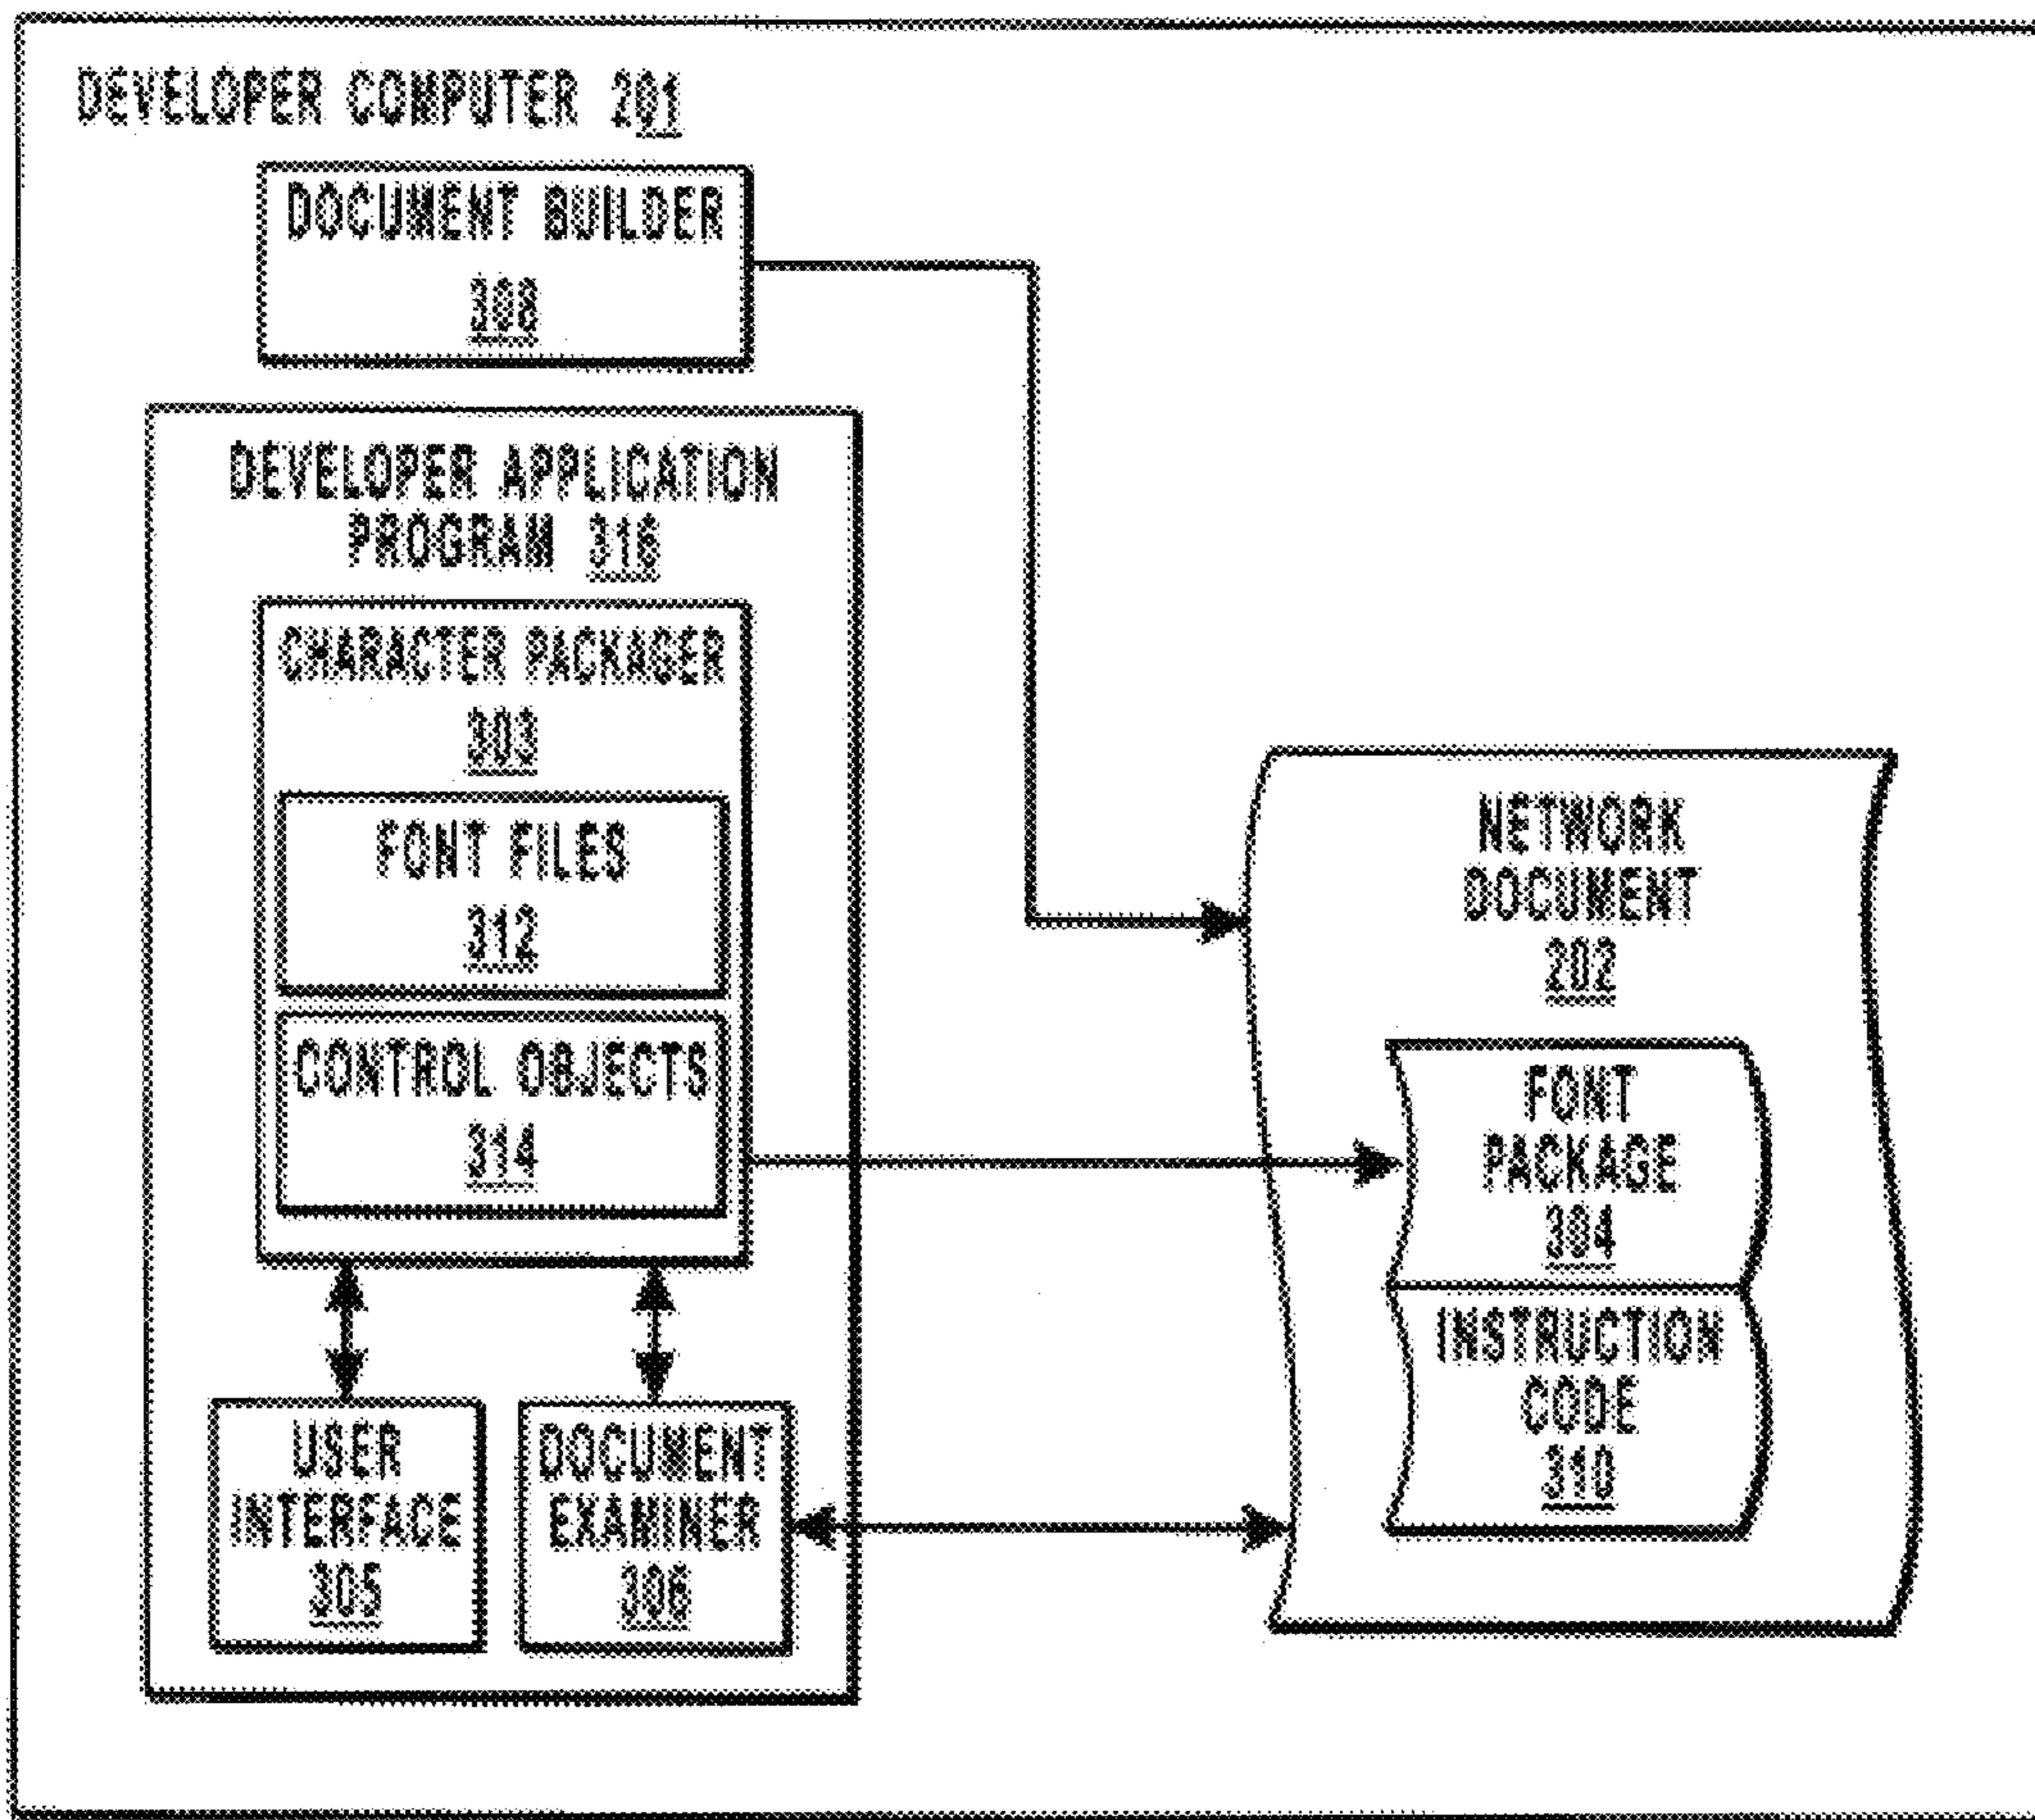 DEVELOPER COMPUTER 201
DOCUMENT BUILDER
308
DEVELOPER APPLICATION
PROGRAM 316
CHARACTER PACKAGER
303
FONT FILES
312
CONTROL OBJECTS
314
USER
INTERFACE
305
DOCUMENT
EXAMINER
306
NETWORK
DOCUMENT
202
FONT
PACKAGE
304
INSTRUCTION
CODE
310